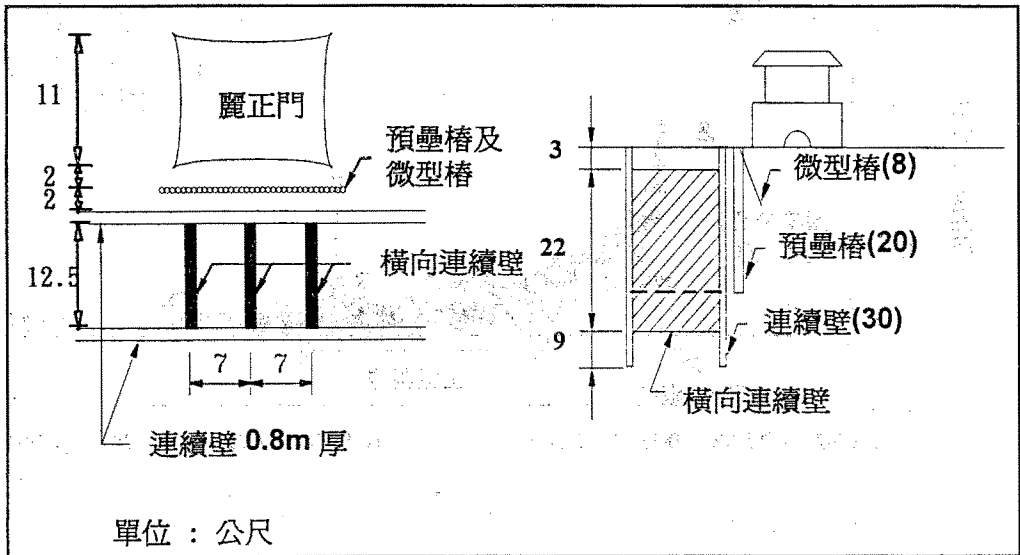 11
麗正門
預壘樁及
微型樁
2
2
12.5
橫向連續壁
7
7
連續壁 0.8m 厚
單位 : 公尺
3
微型樁(8)
22
預壘樁(20)
連續壁(30)
9
橫向連續壁